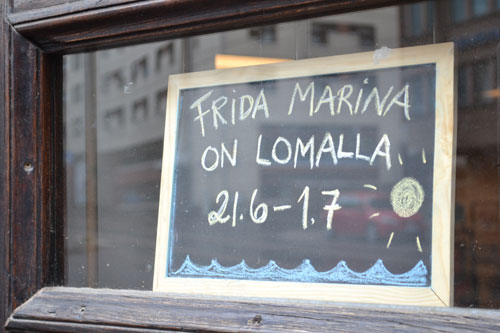 FRIDA MARINA
ON LOMALLA
21.6-1.7